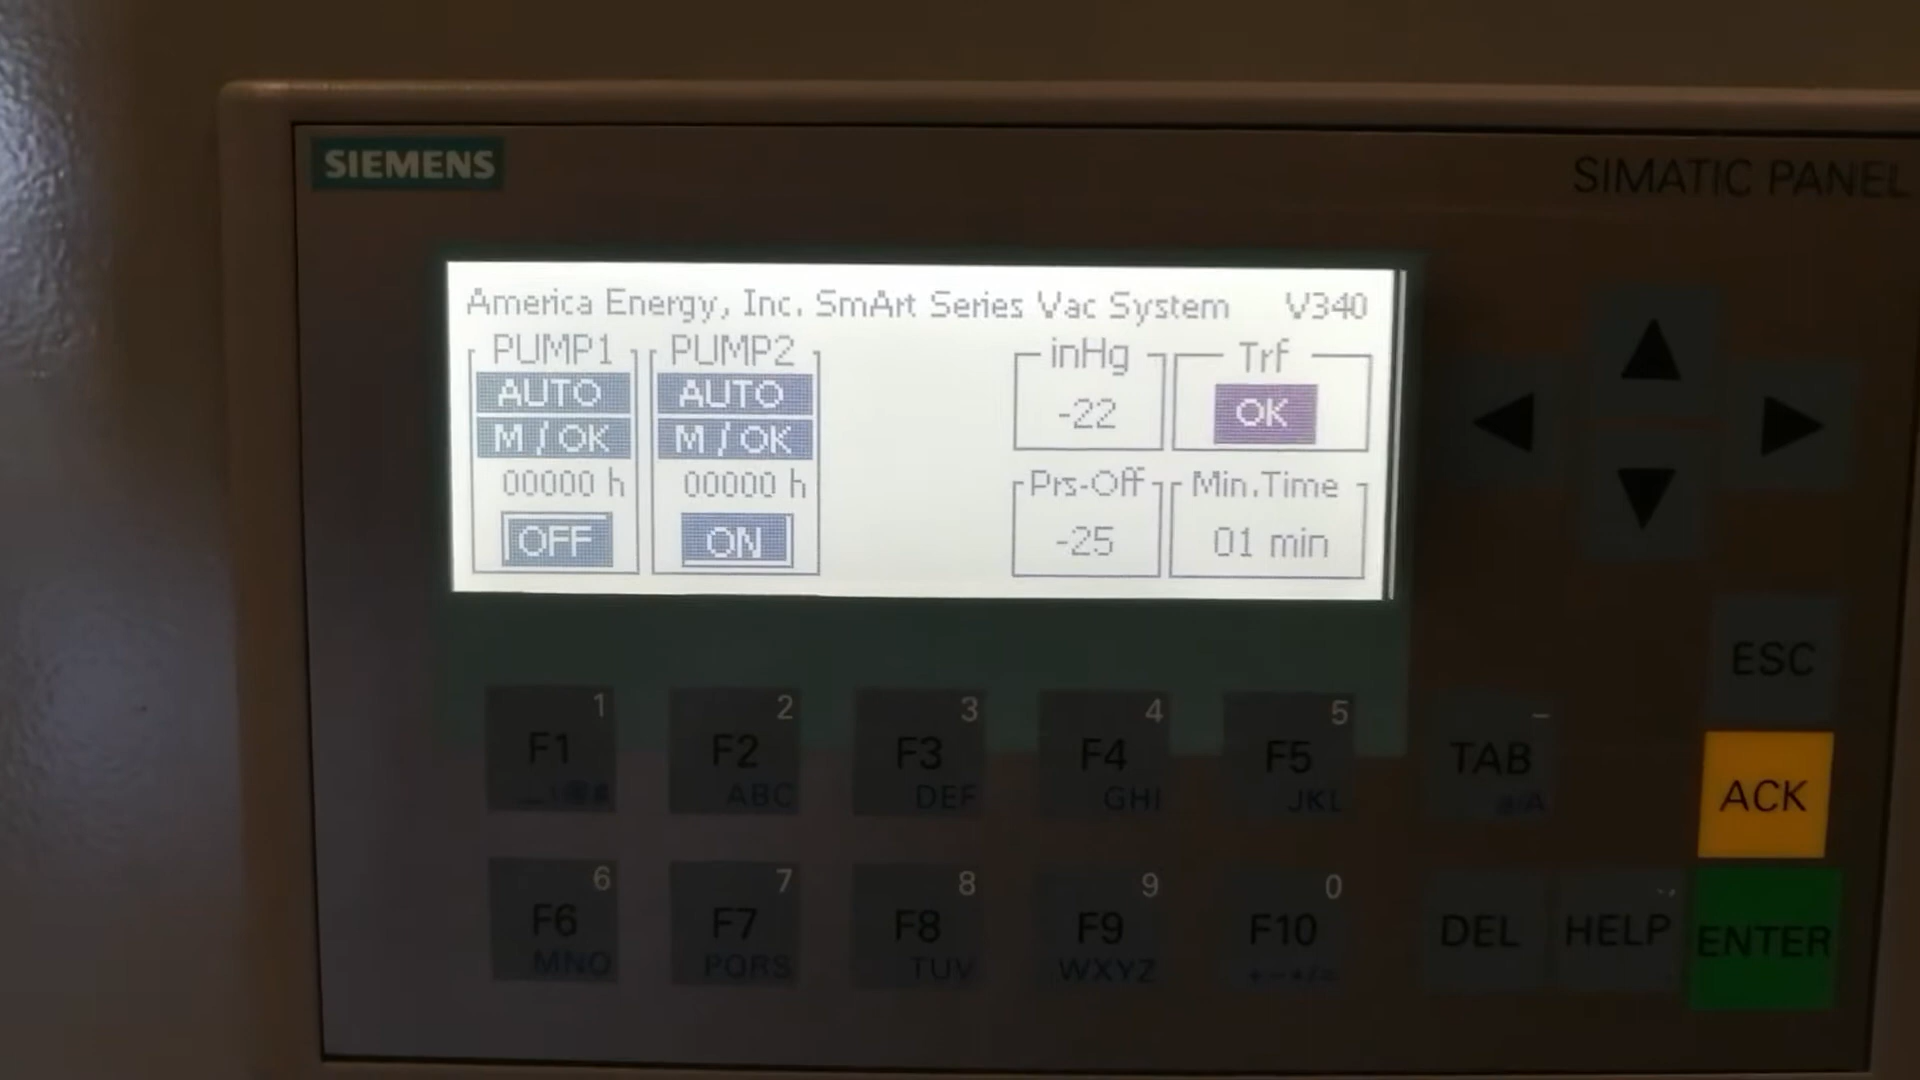 SIEMENS
SIMATIC PANEL
America Energy, Inc. SmArt Series Vac System V340
PUMP1 PUMP2 inHg Trf
AUTO AUTO
M / OK M / OK -22 OK
00000 h 00000 h Prs-Off Min.Time
OFF ON -25 01 min
ESC
1 2 3 4 5 -
F1 F2 F3 F4 F5 TAB
ABC DEF GHI JKL
ACK
6 7 8 9 0
F6 F7 F8 F9 F10 DEL HELP ENTER
MNO PQRS TUV WXYZ +-*/=